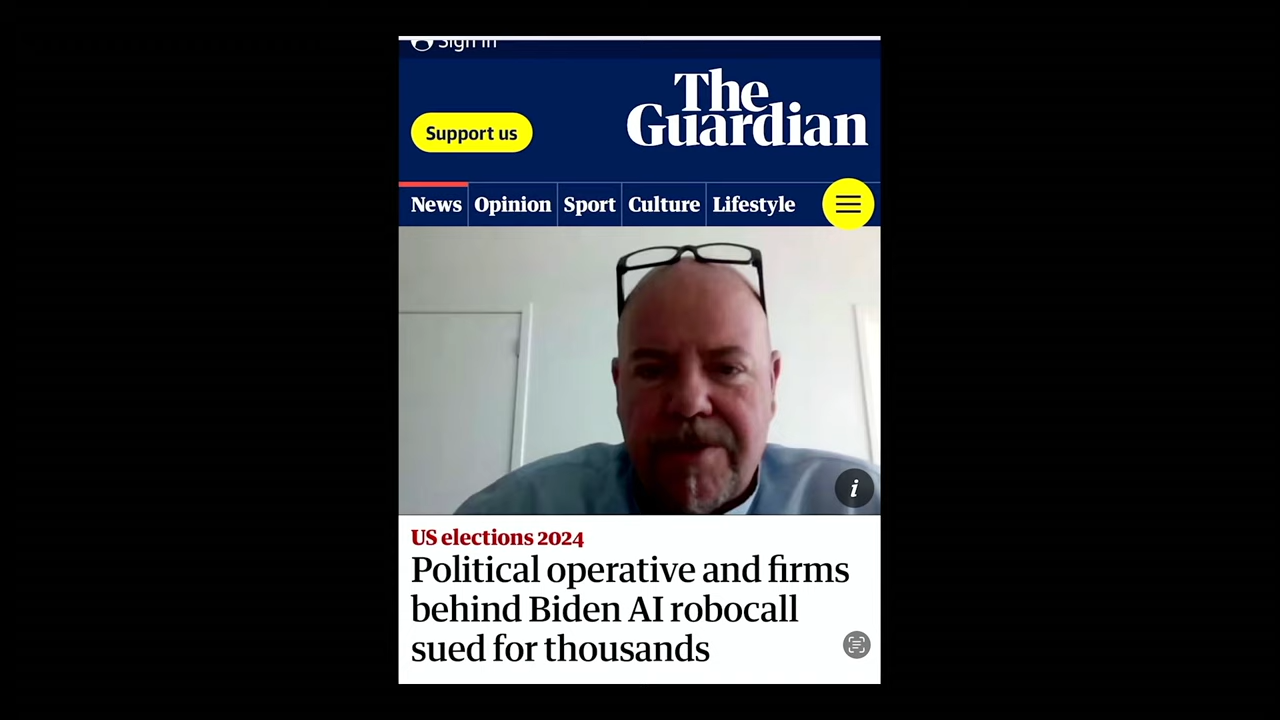 Sign in
The
Guardian
Support us
News Opinion Sport Culture Lifestyle
i
US elections 2024
Political operative and firms
behind Biden AI robocall
sued for thousands